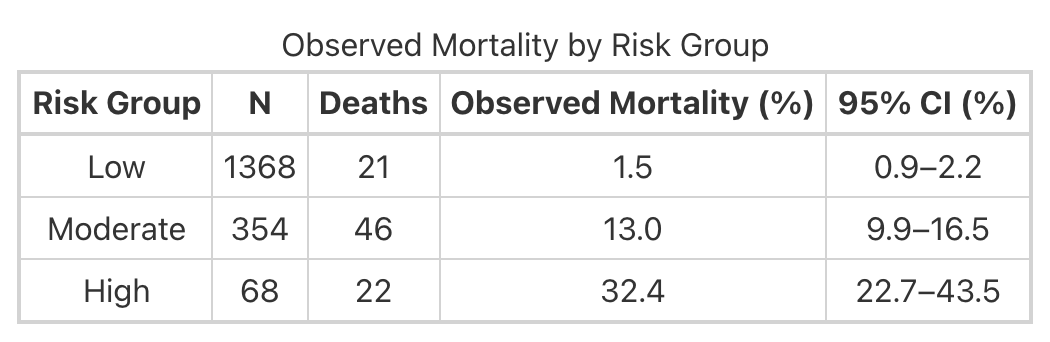 Observed Mortality by Risk Group
Risk Group N Deaths Observed Mortality (%) 95% CI (%)
Low 1368 21 1.5 0.9–2.2
Moderate 354 46 13.0 9.9–16.5
High 68 22 32.4 22.7–43.5